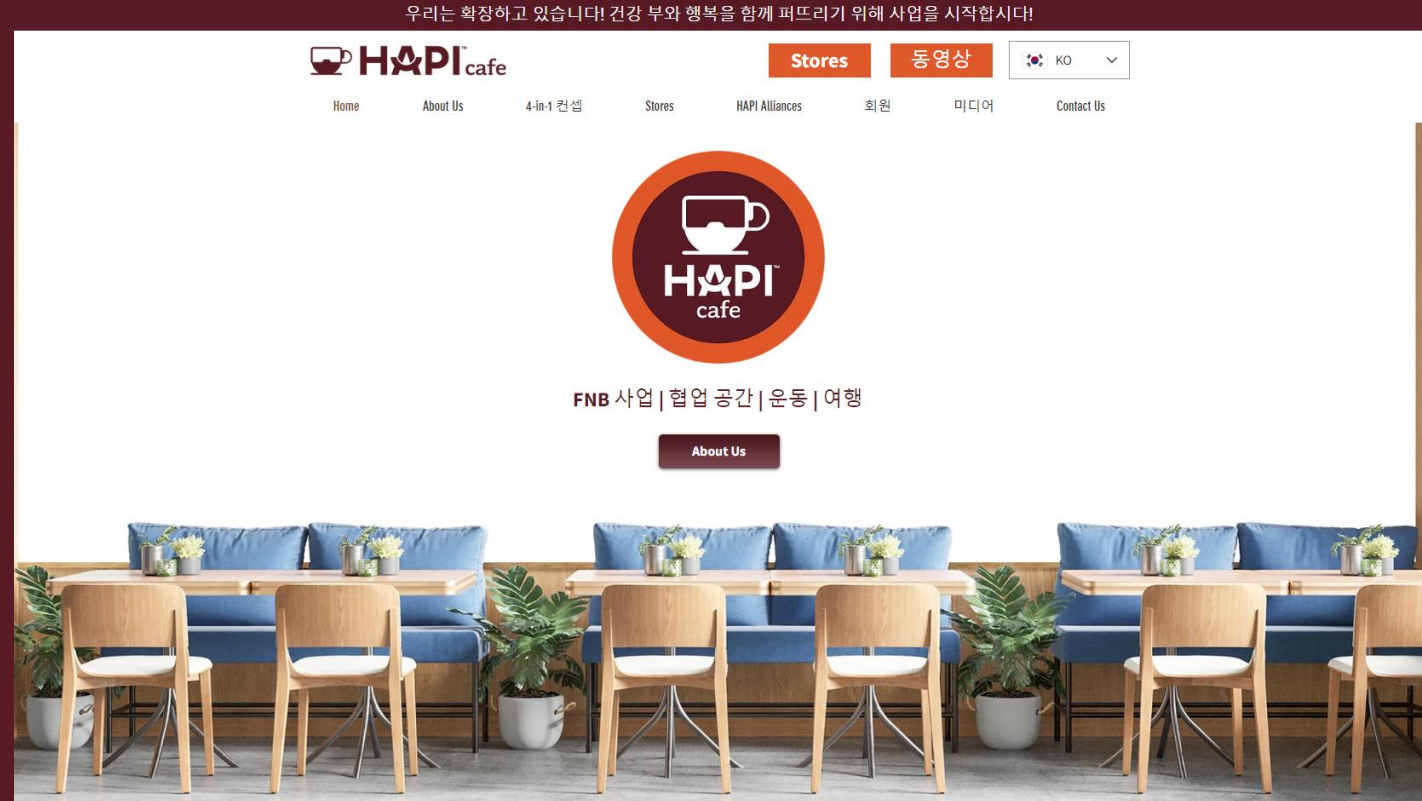 우리는 확장하고 있습니다! 건강 부와 행복을 함께 퍼뜨리기 위해 사업을 시작합시다!
HAPI™ cafe
Stores 동영상 KO
Home About Us 4-in-1 컨셉 Stores HAPI Alliances 회원 미디어 Contact Us
HAPI™
cafe
FNB 사업 | 협업 공간 | 운동 | 여행
About Us